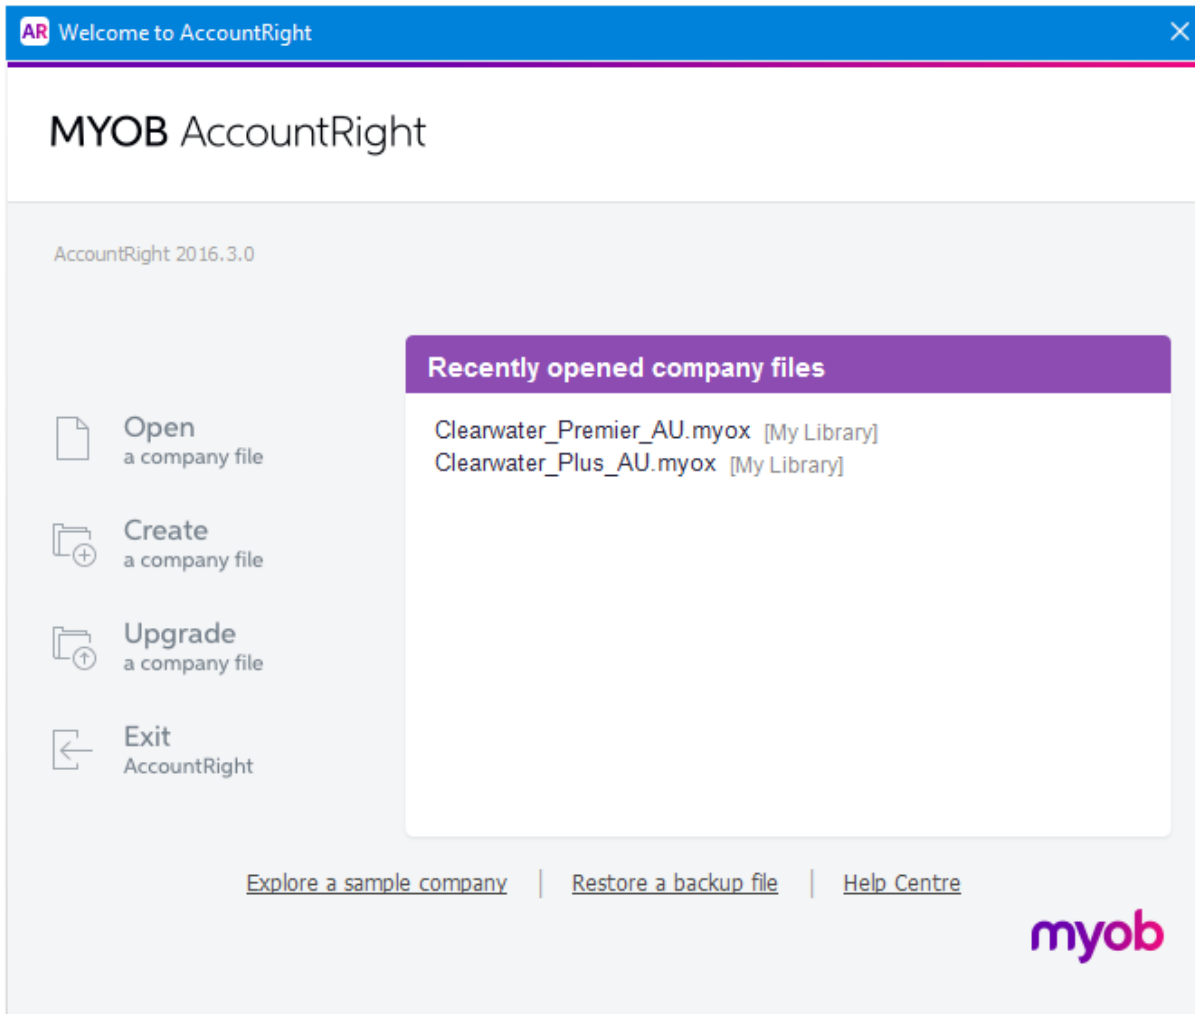 AR Welcome to AccountRight
MYOB AccountRight
AccountRight 2016.3.0
Recently opened company files
Clearwater_Premier_AU.myox [My Library]
Clearwater_Plus_AU.myox [My Library]
Open
a company file
Create
a company file
Upgrade
a company file
Exit
AccountRight
Explore a sample company | Restore a backup file | Help Centre
myob